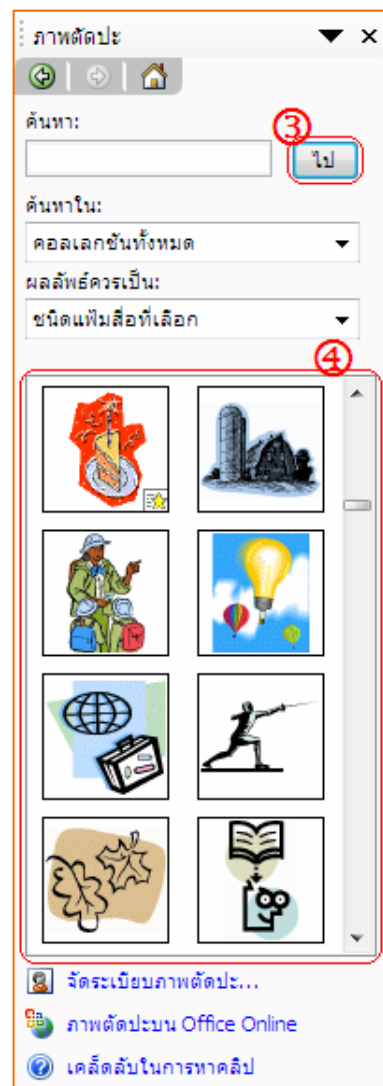 ภาพตัดปะ
ค้นหา:
③
ไป
ค้นหาใน:
คอลเลกชันทั้งหมด
ผลลัพธ์ควรเป็น:
ชนิดแฟ้มสื่อที่เลือก
④
จัดระเบียบภาพตัดปะ...
ภาพตัดปะบน Office Online
เคล็ดลับในการหาคลิป